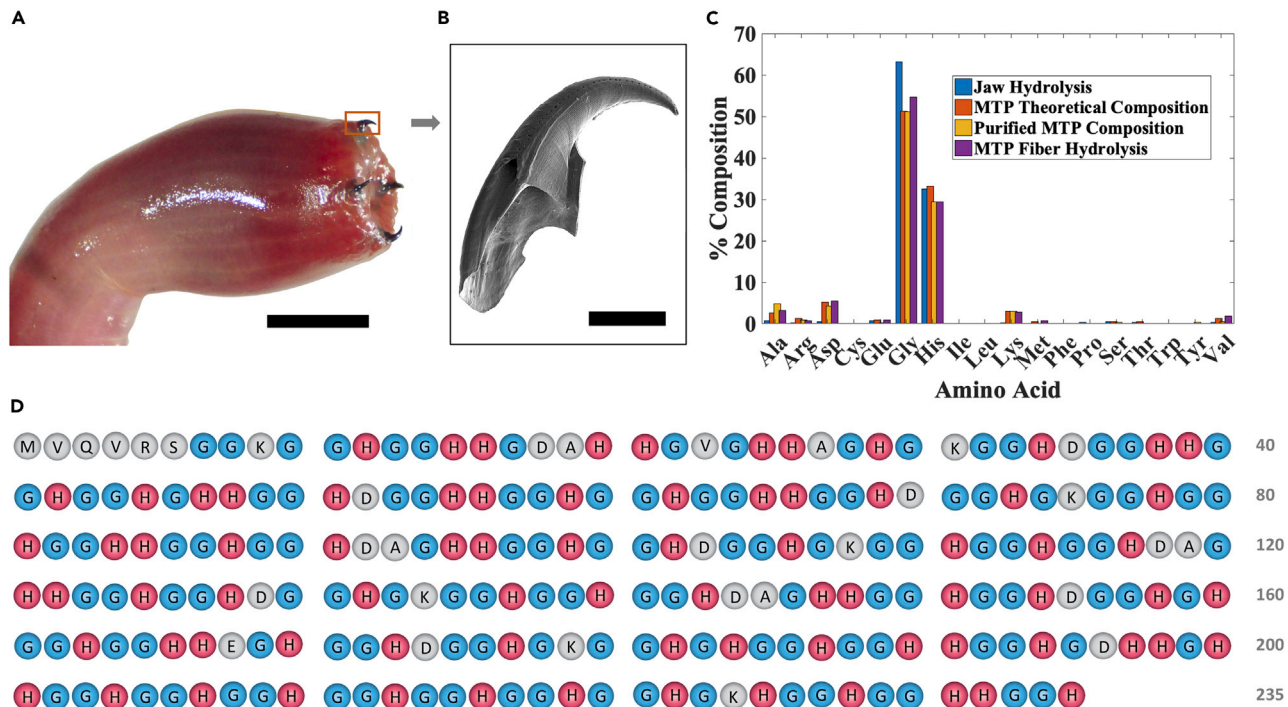 A
B
C
70
60
50
40
30
20
10
0
% Composition
Jaw Hydrolysis
MTP Theoretical Composition
Purified MTP Composition
MTP Fiber Hydrolysis
Ala Arg Asp Cys Glu Gly His Ile Leu Lys Met Phe Pro Ser Thr Trp Tyr Val
Amino Acid
D
M V Q V R S G G K G G H G G H H G D A H H G V G H H A G H G K G G H D G G H H G 40
G H G G H G H H G G H D G G H H G G H G G H G G H H G G H D G G H G K G G H G G 80
H G G H H G G H G G H D A G H H G G H G G H D G G H G K G G H G G H G G H D A G 120
H H G G H G G H D G G H G K G G H G G H G G H D A G H H G G H G G H D G G H G H 160
G G H G G H H E G H G G H D G G H G K G G H G H G G H G G H H G G H G D H H G H 200
H G G H G G H G G H G G H G G H G G H G G H G K H G G H G G H H G G H 235